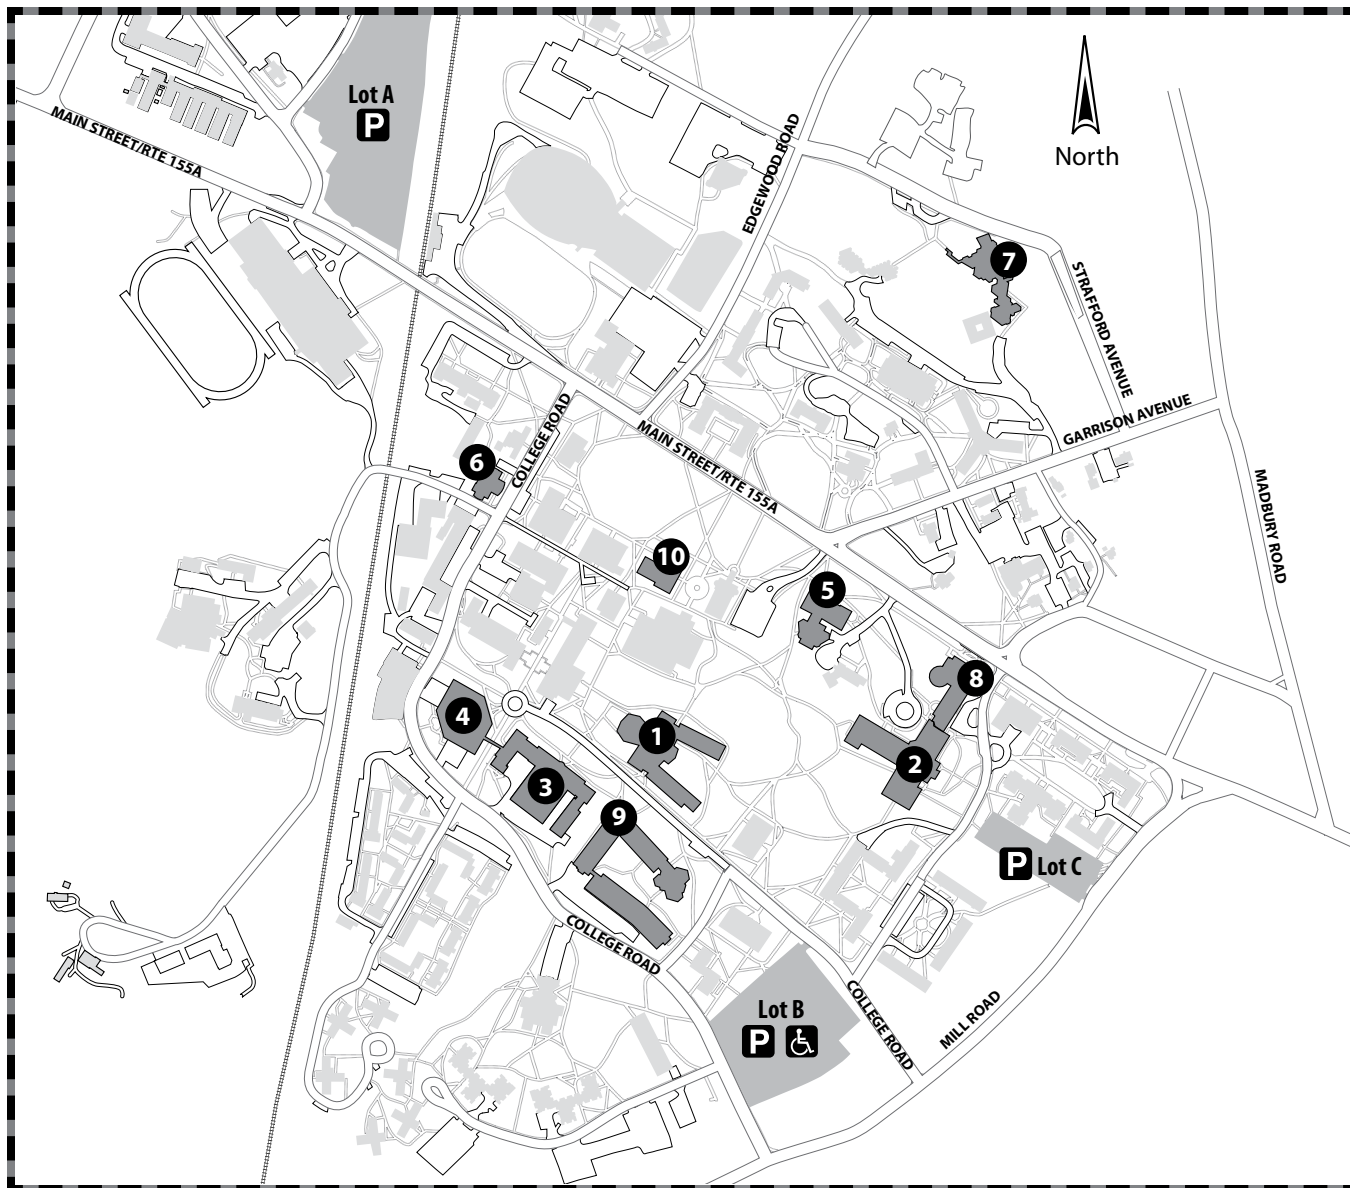 Lot A
P
MAIN STREET/RTE 155A
North
EDGEWOOD ROAD
7
STRAFFORD AVENUE
GARRISON AVENUE
COLLEGE ROAD
MAIN STREET/RTE 155A
6
MADBURY ROAD
10
5
8
4
1
2
3
9
P Lot C
COLLEGE ROAD
Lot B
P
COLLEGE ROAD
MILL ROAD